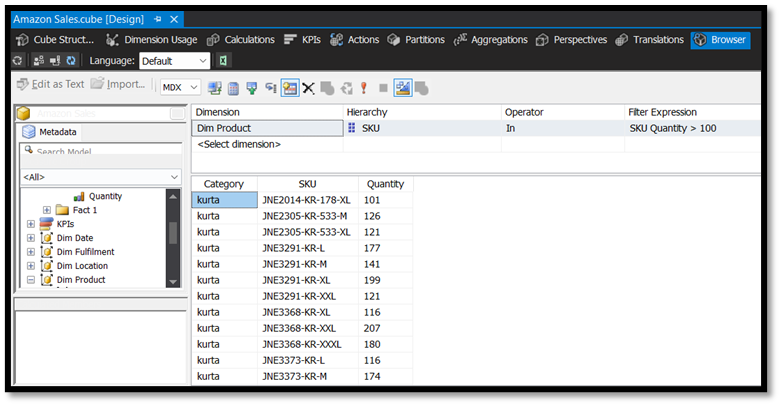 Amazon Sales.cube [Design]
Cube Struct... Dimension Usage Calculations KPIs Actions Partitions Aggregations Perspectives Translations Browser
Language: Default
Edit as Text Import... MDX
Amazon Sales
Metadata
Search Model
<All>
Quantity
Fact 1
KPIs
Dim Date
Dim Fulfilment
Dim Location
Dim Product
Dimension Hierarchy Operator Filter Expression
Dim Product SKU In SKU Quantity > 100
<Select dimension>
Category SKU Quantity
kurta JNE2014-KR-178-XL 101
kurta JNE2305-KR-533-M 126
kurta JNE2305-KR-533-XL 121
kurta JNE3291-KR-L 177
kurta JNE3291-KR-M 141
kurta JNE3291-KR-XL 199
kurta JNE3291-KR-XXL 121
kurta JNE3368-KR-XL 116
kurta JNE3368-KR-XXL 207
kurta JNE3368-KR-XXXL 180
kurta JNE3373-KR-L 116
kurta JNE3373-KR-M 174